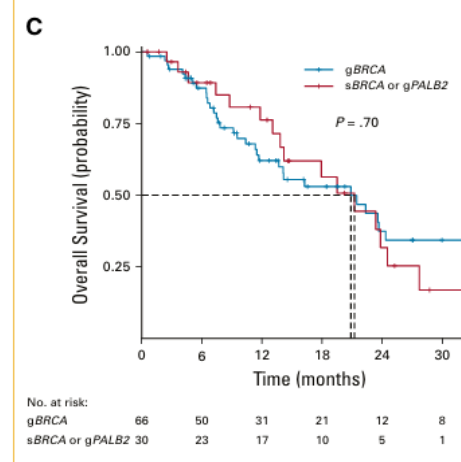 C
1.00
0.75
0.50
0.25
Overall Survival (probability)
gBRCA
sBRCA or gPALB2
P = .70
0 6 12 18 24 30
Time (months)
No. at risk:
gBRCA 66 50 31 21 12 8
sBRCA or gPALB2 30 23 17 10 5 1